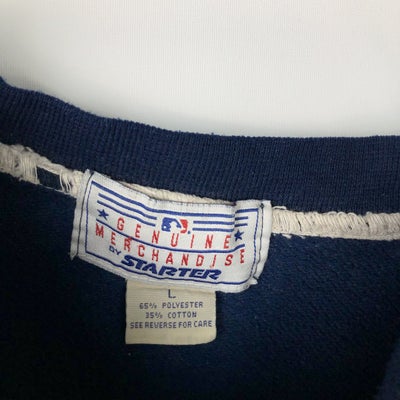 GENUINE
MERCHANDISE
BY STARTER
L
65% POLYESTER
35% COTTON
SEE REVERSE FOR CARE